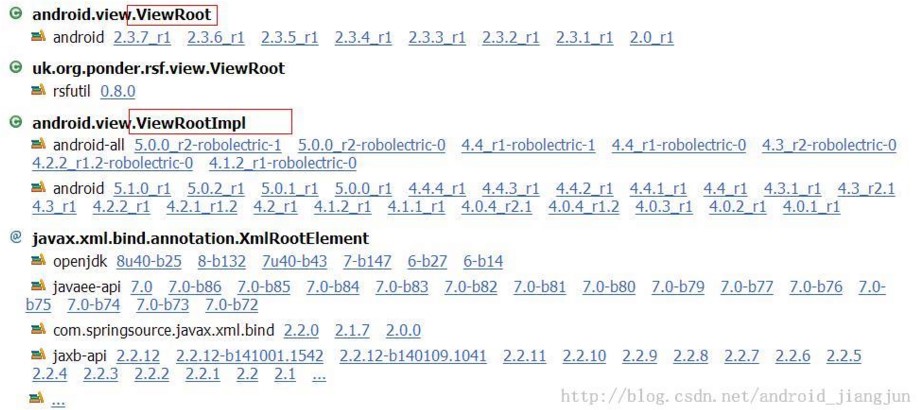 android.view.ViewRoot
android 2.3.7_r1 2.3.6_r1 2.3.5_r1 2.3.4_r1 2.3.3_r1 2.3.2_r1 2.3.1_r1 2.0_r1
uk.org.ponder.rsf.view.ViewRoot
rsfutil 0.8.0
android.view.ViewRootImpl
android-all 5.0.0_r2-robolectric-1 5.0.0_r2-robolectric-0 4.4_r1-robolectric-1 4.4_r1-robolectric-0 4.3_r2-robolectric-0
4.2.2_r1.2-robolectric-0 4.1.2_r1-robolectric-0
android 5.1.0_r1 5.0.2_r1 5.0.1_r1 5.0.0_r1 4.4.4_r1 4.4.3_r1 4.4.2_r1 4.4.1_r1 4.4_r1 4.3.1_r1 4.3_r2.1
4.3_r1 4.2.2_r1 4.2.1_r1.2 4.2_r1 4.1.2_r1 4.1.1_r1 4.0.4_r2.1 4.0.4_r1.2 4.0.3_r1 4.0.2_r1 4.0.1_r1
javax.xml.bind.annotation.XmlRootElement
openjdk 8u40-b25 8-b132 7u40-b43 7-b147 6-b27 6-b14
javaee-api 7.0 7.0-b86 7.0-b85 7.0-b84 7.0-b83 7.0-b82 7.0-b81 7.0-b80 7.0-b79 7.0-b77 7.0-b76 7.0-
b75 7.0-b74 7.0-b73 7.0-b72
com.springsource.javax.xml.bind 2.2.0 2.1.7 2.0.0
jaxb-api 2.2.12 2.2.12-b141001.1542 2.2.12-b140109.1041 2.2.11 2.2.10 2.2.9 2.2.8 2.2.7 2.2.6 2.2.5
2.2.4 2.2.3 2.2.2 2.2.1 2.2 2.1 ...
...
http://blog.csdn.net/android_jiangjun